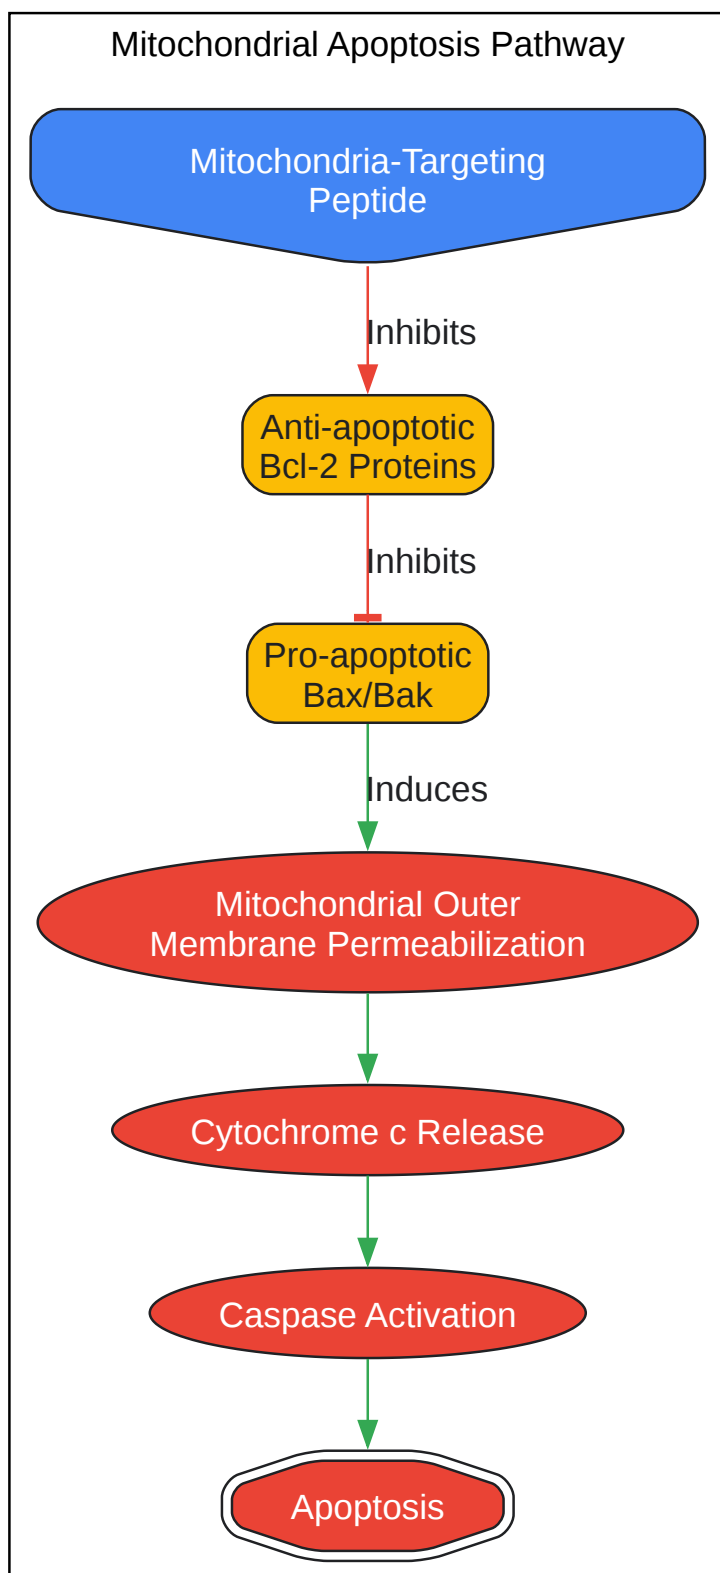 Mitochondrial Apoptosis Pathway
Mitochondria-Targeting
Peptide
Inhibits
Anti-apoptotic
Bcl-2 Proteins
Inhibits
Pro-apoptotic
Bax/Bak
Induces
Mitochondrial Outer
Membrane Permeabilization
Cytochrome c Release
Caspase Activation
Apoptosis